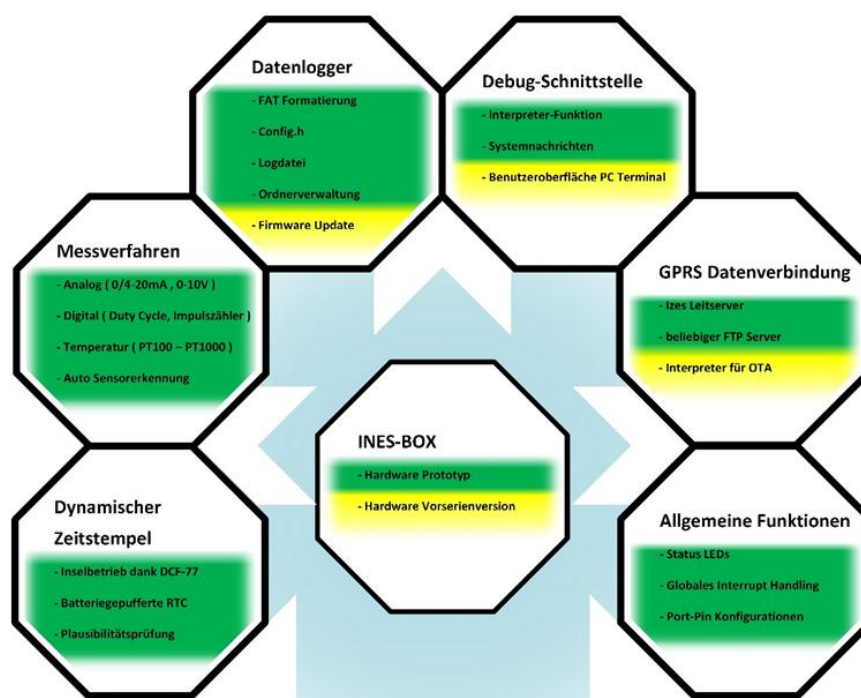 Datenlogger
- FAT Formatierung
- Config.h
- Logdatei
- Ordnerverwaltung
- Firmware Update
Debug-Schnittstelle
- Interpreter-Funktion
- Systemnachrichten
- Benutzeroberfläche PC Terminal
Messverfahren
- Analog ( 0/4-20mA , 0-10V )
- Digital ( Duty Cycle, Impulszähler )
- Temperatur ( PT100 – PT1000 )
- Auto Sensorerkennung
GPRS Datenverbindung
- Izes Leitserver
- beliebiger FTP Server
- Interpreter für OTA
INES-BOX
- Hardware Prototyp
- Hardware Vorserienversion
Dynamischer
Zeitstempel
- Inselbetrieb dank DCF-77
- Batteriegepufferte RTC
- Plausibilitätsprüfung
Allgemeine Funktionen
- Status LEDs
- Globales Interrupt Handling
- Port-Pin Konfigurationen